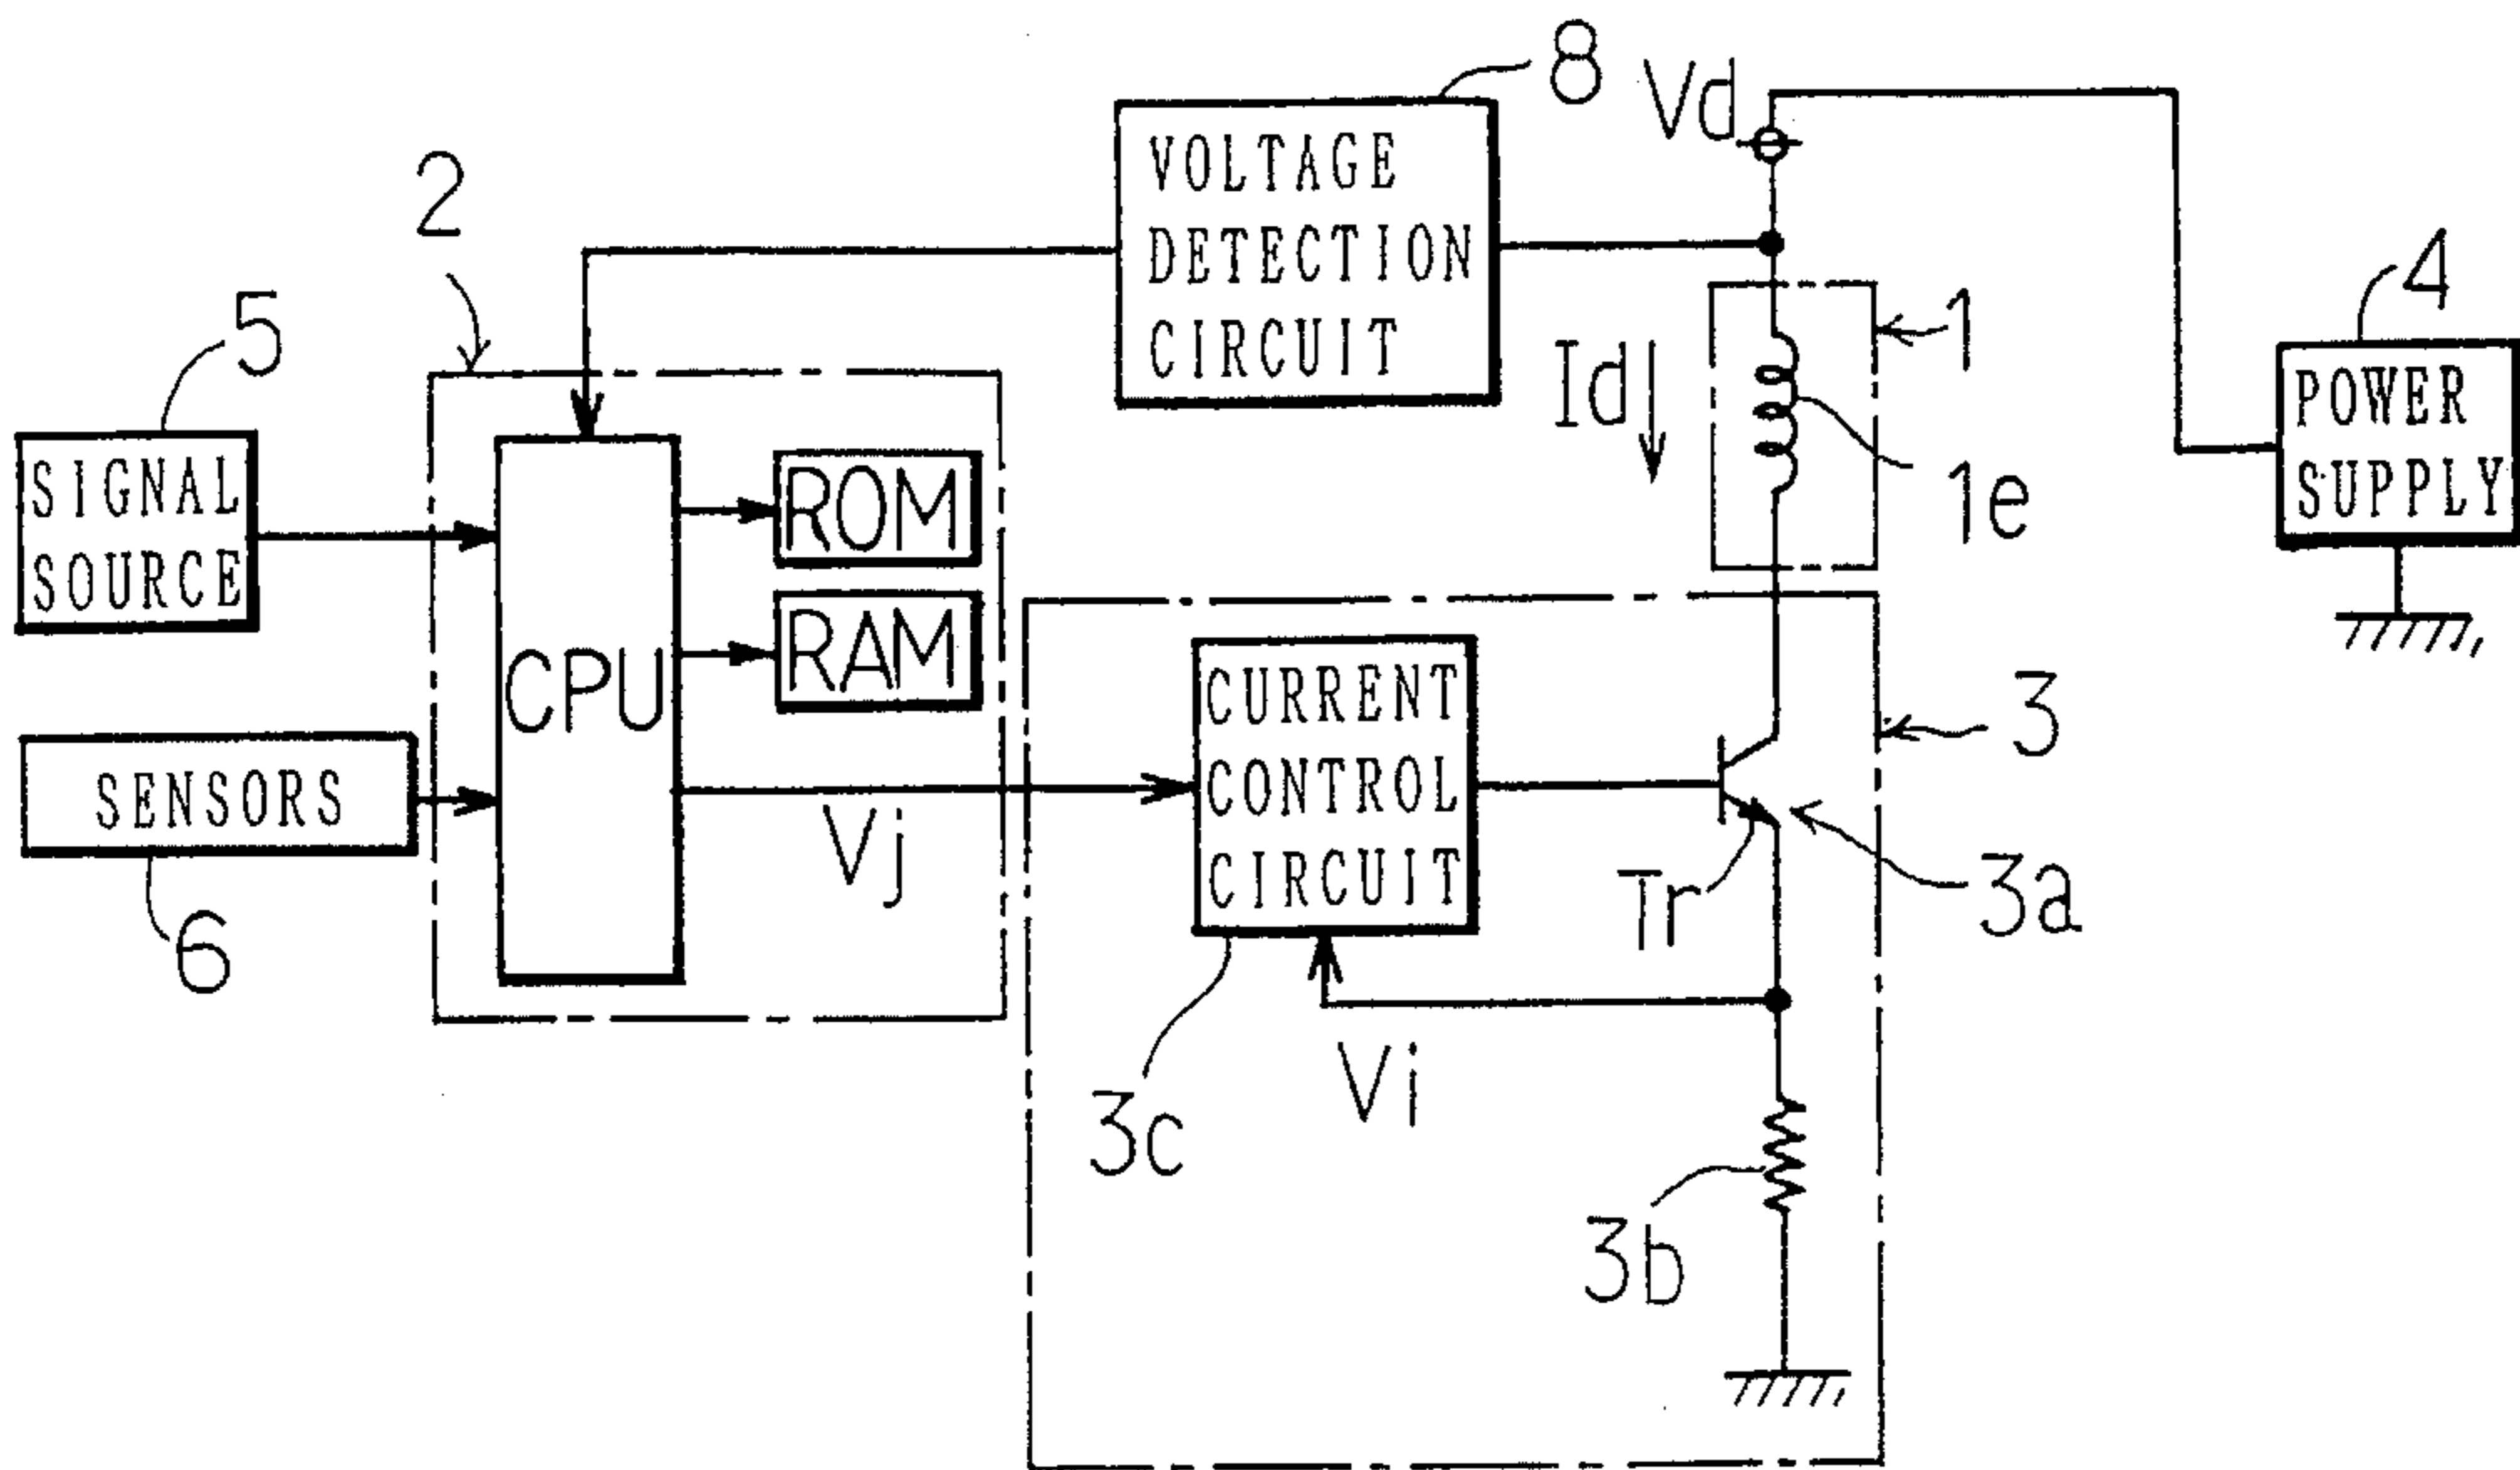 8
Vd
VOLTAGE
DETECTION
CIRCUIT
2
5
SIGNAL
SOURCE
4
POWER
SUPPLY
1
Id
1e
ROM
RAM
CPU
SENSORS
6
Vj
CURRENT
CONTROL
CIRCUIT
3
Tr
3a
Vi
3c
3b